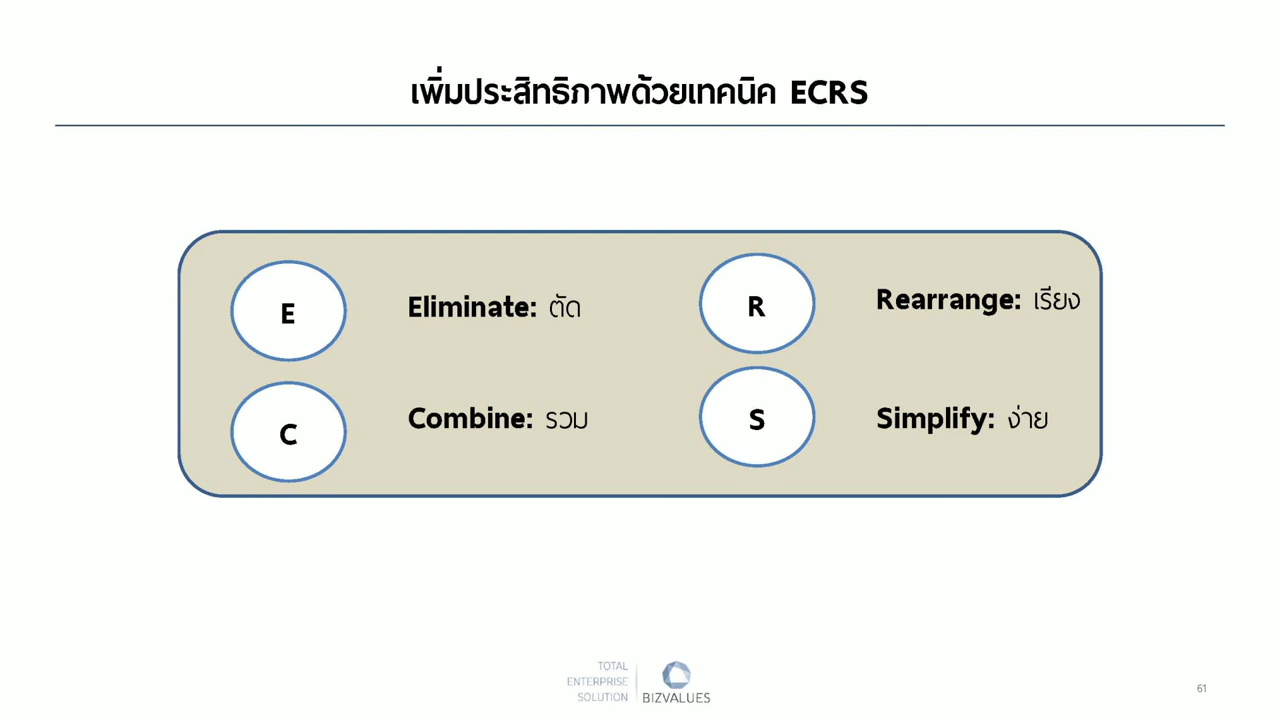 เพิ่มประสิทธิภาพด้วยเทคนิค ECRS
E
Eliminate: ตัด
R
Rearrange: เรียง
C
Combine: รวม
S
Simplify: ง่าย
TOTAL
ENTERPRISE
SOLUTION
BIZVALUES
61